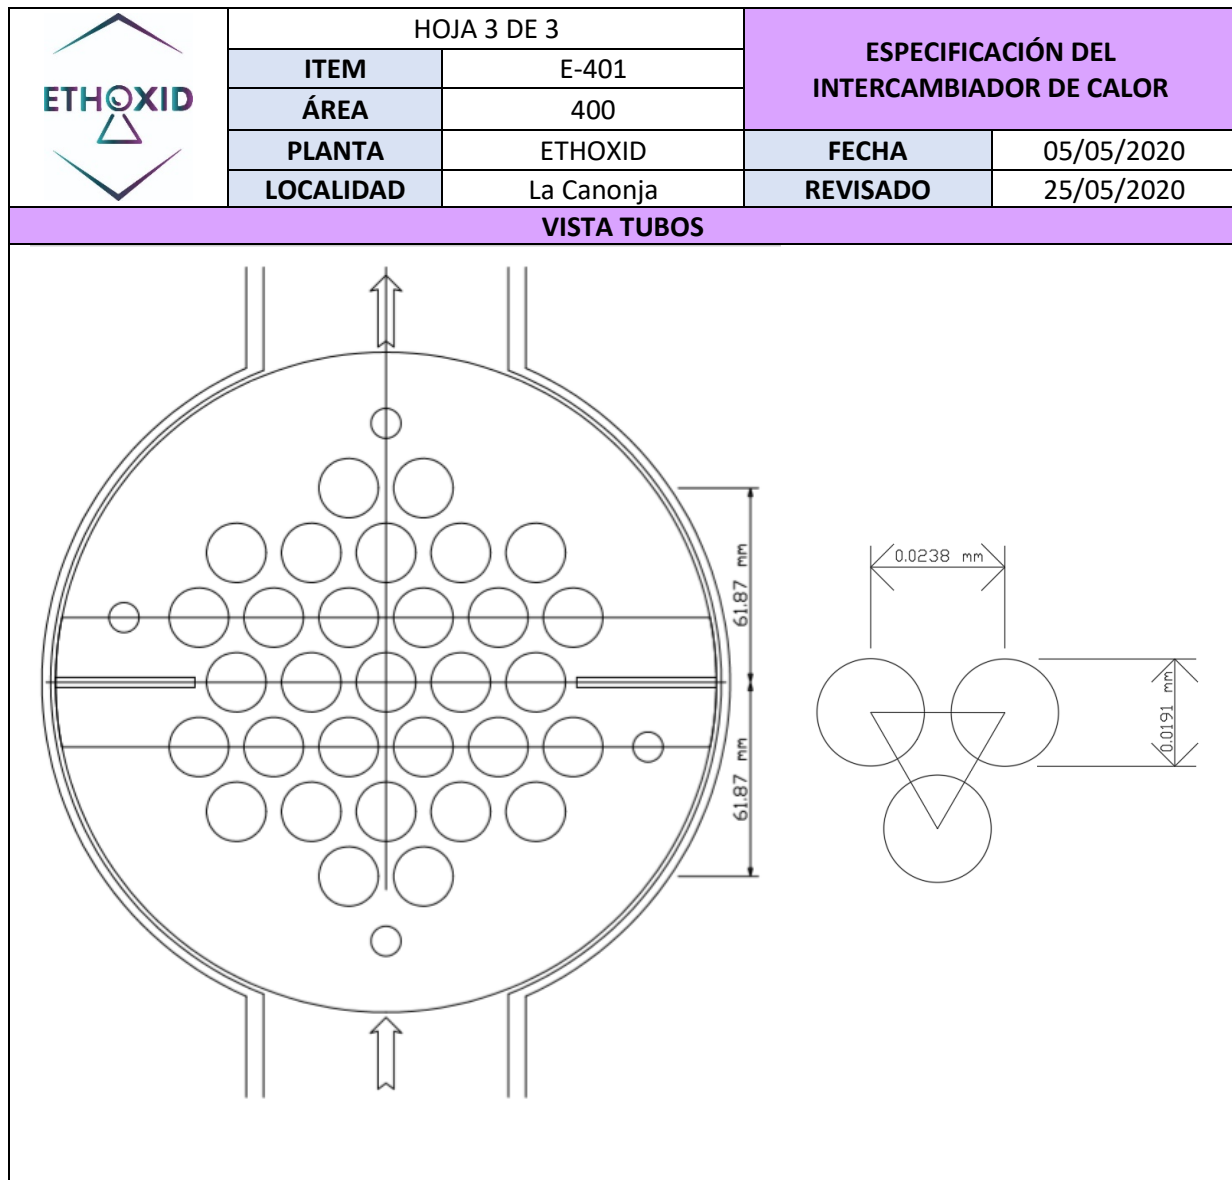 ETHOXID
HOJA 3 DE 3
ITEM E-401
ÁREA 400
PLANTA ETHOXID
LOCALIDAD La Canonja
ESPECIFICACIÓN DEL
INTERCAMBIADOR DE CALOR
FECHA 05/05/2020
REVISADO 25/05/2020
VISTA TUBOS
61.87 mm
61.87 mm
0.0238 mm
0.0191 mm